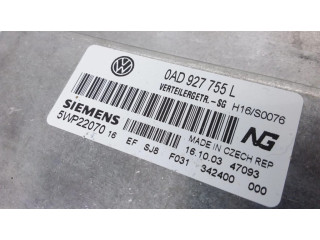 0AD 927 755 L
VERTEILERGETR.-SG H16/S0076
SIEMENS
5WP22070 16
NG
MADE IN CZECH REP
EF SJ8 F031 16.10.03 47093
342400 000